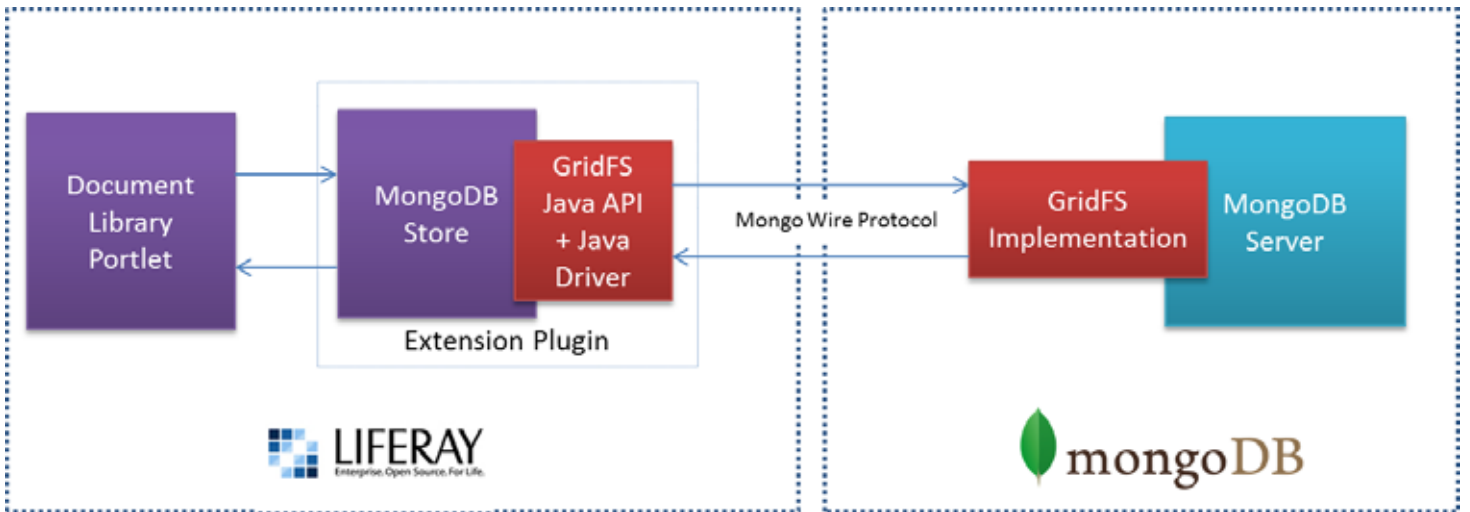 Document
Library
Portlet
MongoDB
Store
GridFS
Java API
+ Java
Driver
Extension Plugin
Mongo Wire Protocol
GridFS
Implementation
MongoDB
Server
LIFERAY
Enterprise. Open Source. For Life.
mongoDB